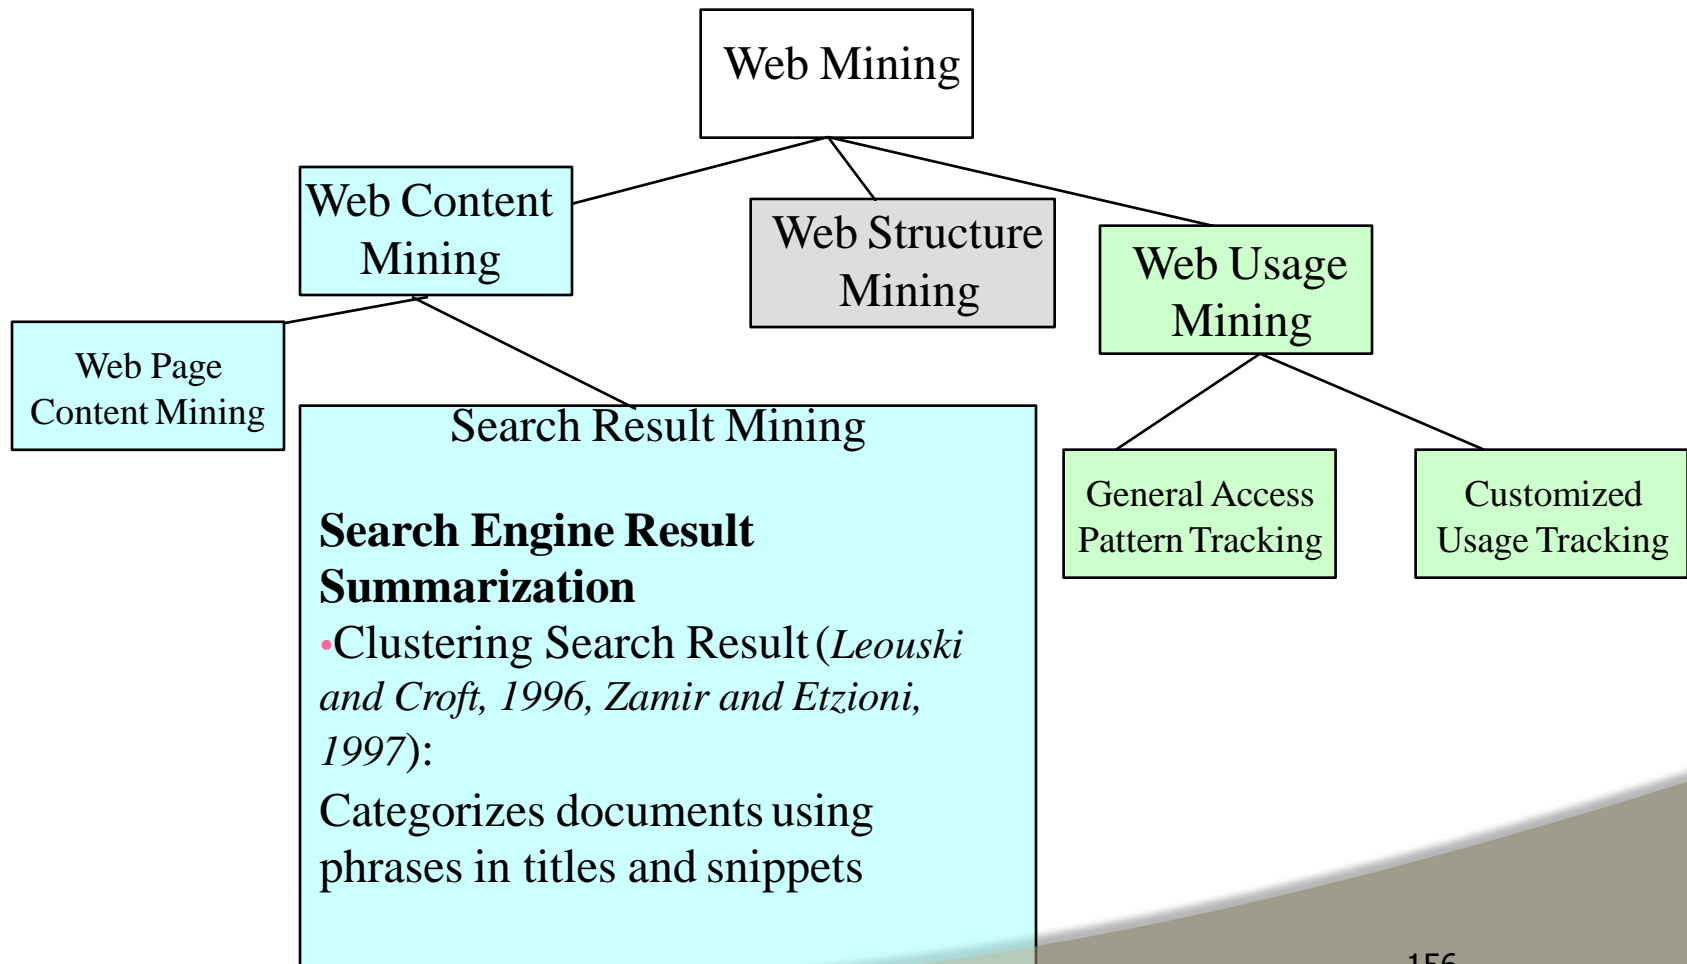 Web Mining
Web Content
Mining
Web Structure
Mining
Web Usage
Mining
Web Page
Content Mining
Search Result Mining
Search Engine Result
Summarization
•Clustering Search Result (Leouski
and Croft, 1996, Zamir and Etzioni,
1997):
Categorizes documents using
phrases in titles and snippets
General Access
Pattern Tracking
Customized
Usage Tracking
156